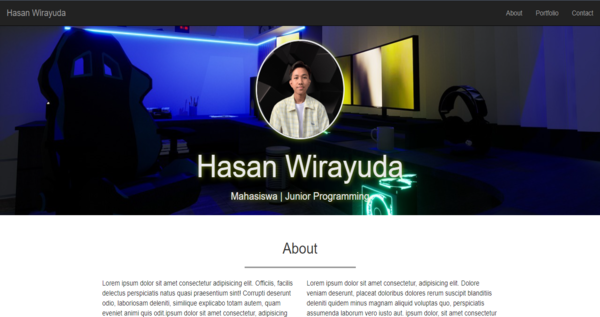 Hasan Wirayuda
About Portfolio Contact
Hasan Wirayuda
Mahasiswa | Junior Programming
About
Lorem ipsum dolor sit amet consectetur adipisicing elit. Officiis, facilis
delectus perspiciatis natus quasi praesentium sint! Corrupti deserunt
odio, laboriosam deleniti, similique explicabo totam autem, quam
eveniet animi quis odit.ipsum dolor sit amet consectetur, adipisicing
Lorem ipsum dolor sit amet consectetur, adipisicing elit. Dolore
veniam deserunt, placeat doloribus dolores rerum suscipit blanditiis
deleniti quidem minus magnam aliquid voluptas quo, perspiciatis
assumenda laborum vero iusto aut. ipsum dolor, sit amet consectetur